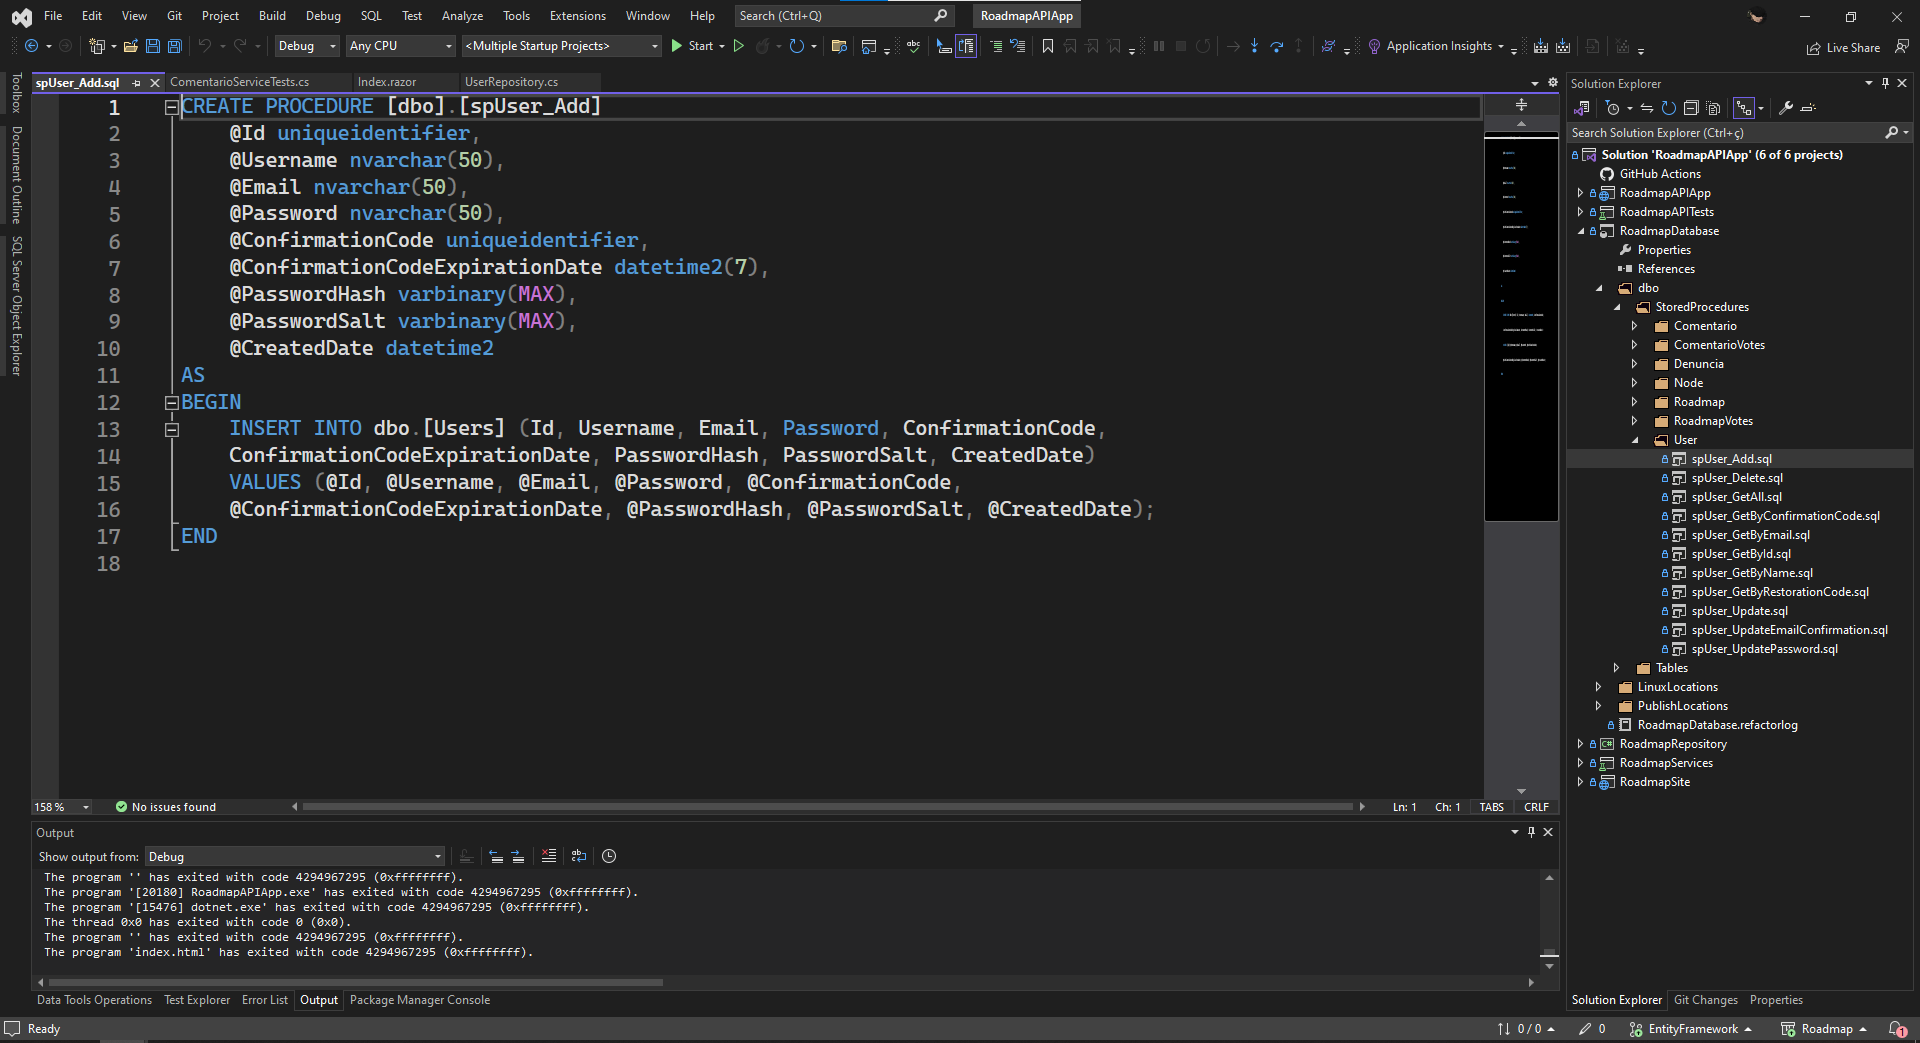 File Edit View Git Project Build Debug SQL Test Analyze Tools Extensions Window Help Search (Ctrl+Q) RoadmapAPIApp
Debug Any CPU <Multiple Startup Projects> Start Application Insights Live Share
Toolbox
Document Outline
SQL Server Object Explorer
spUser_Add.sql ComentarioServiceTests.cs Index.razor UserRepository.cs
1 CREATE PROCEDURE [dbo].[spUser_Add]
2 @Id uniqueidentifier,
3 @Username nvarchar(50),
4 @Email nvarchar(50),
5 @Password nvarchar(50),
6 @ConfirmationCode uniqueidentifier,
7 @ConfirmationCodeExpirationDate datetime2(7),
8 @PasswordHash varbinary(MAX),
9 @PasswordSalt varbinary(MAX),
10 @CreatedDate datetime2
11 AS
12 BEGIN
13 INSERT INTO dbo.[Users] (Id, Username, Email, Password, ConfirmationCode,
14 ConfirmationCodeExpirationDate, PasswordHash, PasswordSalt, CreatedDate)
15 VALUES (@Id, @Username, @Email, @Password, @ConfirmationCode,
16 @ConfirmationCodeExpirationDate, @PasswordHash, @PasswordSalt, @CreatedDate);
17 END
18
158 % No issues found Ln: 1 Ch: 1 TABS CRLF
Output
Show output from: Debug
The program '' has exited with code 4294967295 (0xffffffff).
The program '[20180] RoadmapAPIApp.exe' has exited with code 4294967295 (0xffffffff).
The program '[15476] dotnet.exe' has exited with code 4294967295 (0xffffffff).
The thread 0x0 has exited with code 0 (0x0).
The program '' has exited with code 4294967295 (0xffffffff).
The program 'index.html' has exited with code 4294967295 (0xffffffff).
Data Tools Operations Test Explorer Error List Output Package Manager Console
Solution Explorer
Search Solution Explorer (Ctrl+ç)
Solution 'RoadmapAPIApp' (6 of 6 projects)
GitHub Actions
RoadmapAPIApp
RoadmapAPITests
RoadmapDatabase
Properties
References
dbo
StoredProcedures
Comentario
ComentarioVotes
Denuncia
Node
Roadmap
RoadmapVotes
User
spUser_Add.sql
spUser_Delete.sql
spUser_GetAll.sql
spUser_GetByConfirmationCode.sql
spUser_GetByEmail.sql
spUser_GetById.sql
spUser_GetByName.sql
spUser_GetByRestorationCode.sql
spUser_Update.sql
spUser_UpdateEmailConfirmation.sql
spUser_UpdatePassword.sql
Tables
LinuxLocations
PublishLocations
RoadmapDatabase.refactorlog
RoadmapRepository
RoadmapServices
RoadmapSite
Solution Explorer Git Changes Properties
Ready 0 / 0 0 EntityFramework Roadmap 1